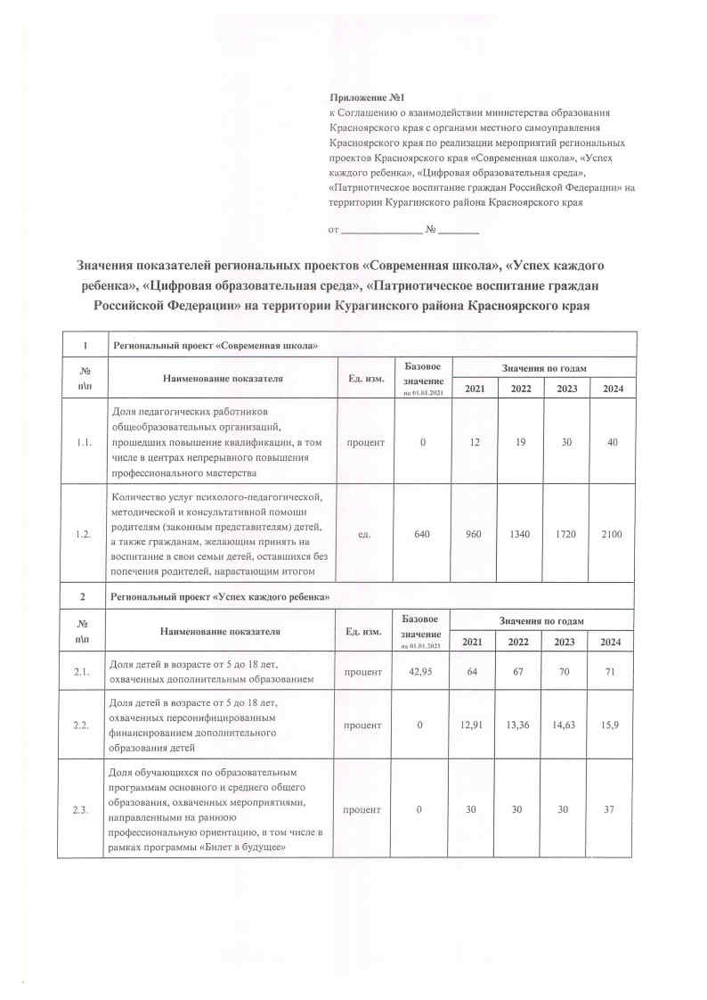 Приложение №1
к Соглашению о взаимодействии министерства образования
Красноярского края с органами местного самоуправления
Красноярского края по реализации мероприятий региональных
проектов Красноярского края «Современная школа», «Успех
каждого ребенка», «Цифровая образовательная среда»,
«Патриотическое воспитание граждан Российской Федерации» на
территории Курагинского района Красноярского края
от ________________ № ________
Значения показателей региональных проектов «Современная школа», «Успех каждого
ребенка», «Цифровая образовательная среда», «Патриотическое воспитание граждан
Российской Федерации» на территории Курагинского района Красноярского края
1 Региональный проект «Современная школа»
№
п\п
Наименование показателя
Ед. изм.
Базовое
значение
на 01.01.2021
Значения по годам
2021 2022 2023 2024
1.1.
Доля педагогических работников
общеобразовательных организаций,
прошедших повышение квалификации, в том
числе в центрах непрерывного повышения
профессионального мастерства
процент 0 12 19 30 40
1.2.
Количество услуг психолого-педагогической,
методической и консультативной помощи
родителям (законным представителям) детей,
а также гражданам, желающим принять на
воспитание в свои семьи детей, оставшихся без
попечения родителей, нарастающим итогом
ед. 640 960 1340 1720 2100
2 Региональный проект «Успех каждого ребенка»
№
п\п
Наименование показателя
Ед. изм.
Базовое
значение
на 01.01.2021
Значения по годам
2021 2022 2023 2024
2.1.
Доля детей в возрасте от 5 до 18 лет,
охваченных дополнительным образованием
процент 42,95 64 67 70 71
2.2.
Доля детей в возрасте от 5 до 18 лет,
охваченных персонифицированным
финансированием дополнительного
образования детей
процент 0 12,91 13,36 14,63 15,9
2.3.
Доля обучающихся по образовательным
программам основного и среднего общего
образования, охваченных мероприятиями,
направленными на раннюю
профессиональную ориентацию, в том числе в
рамках программы «Билет в будущее»
процент 0 30 30 30 37